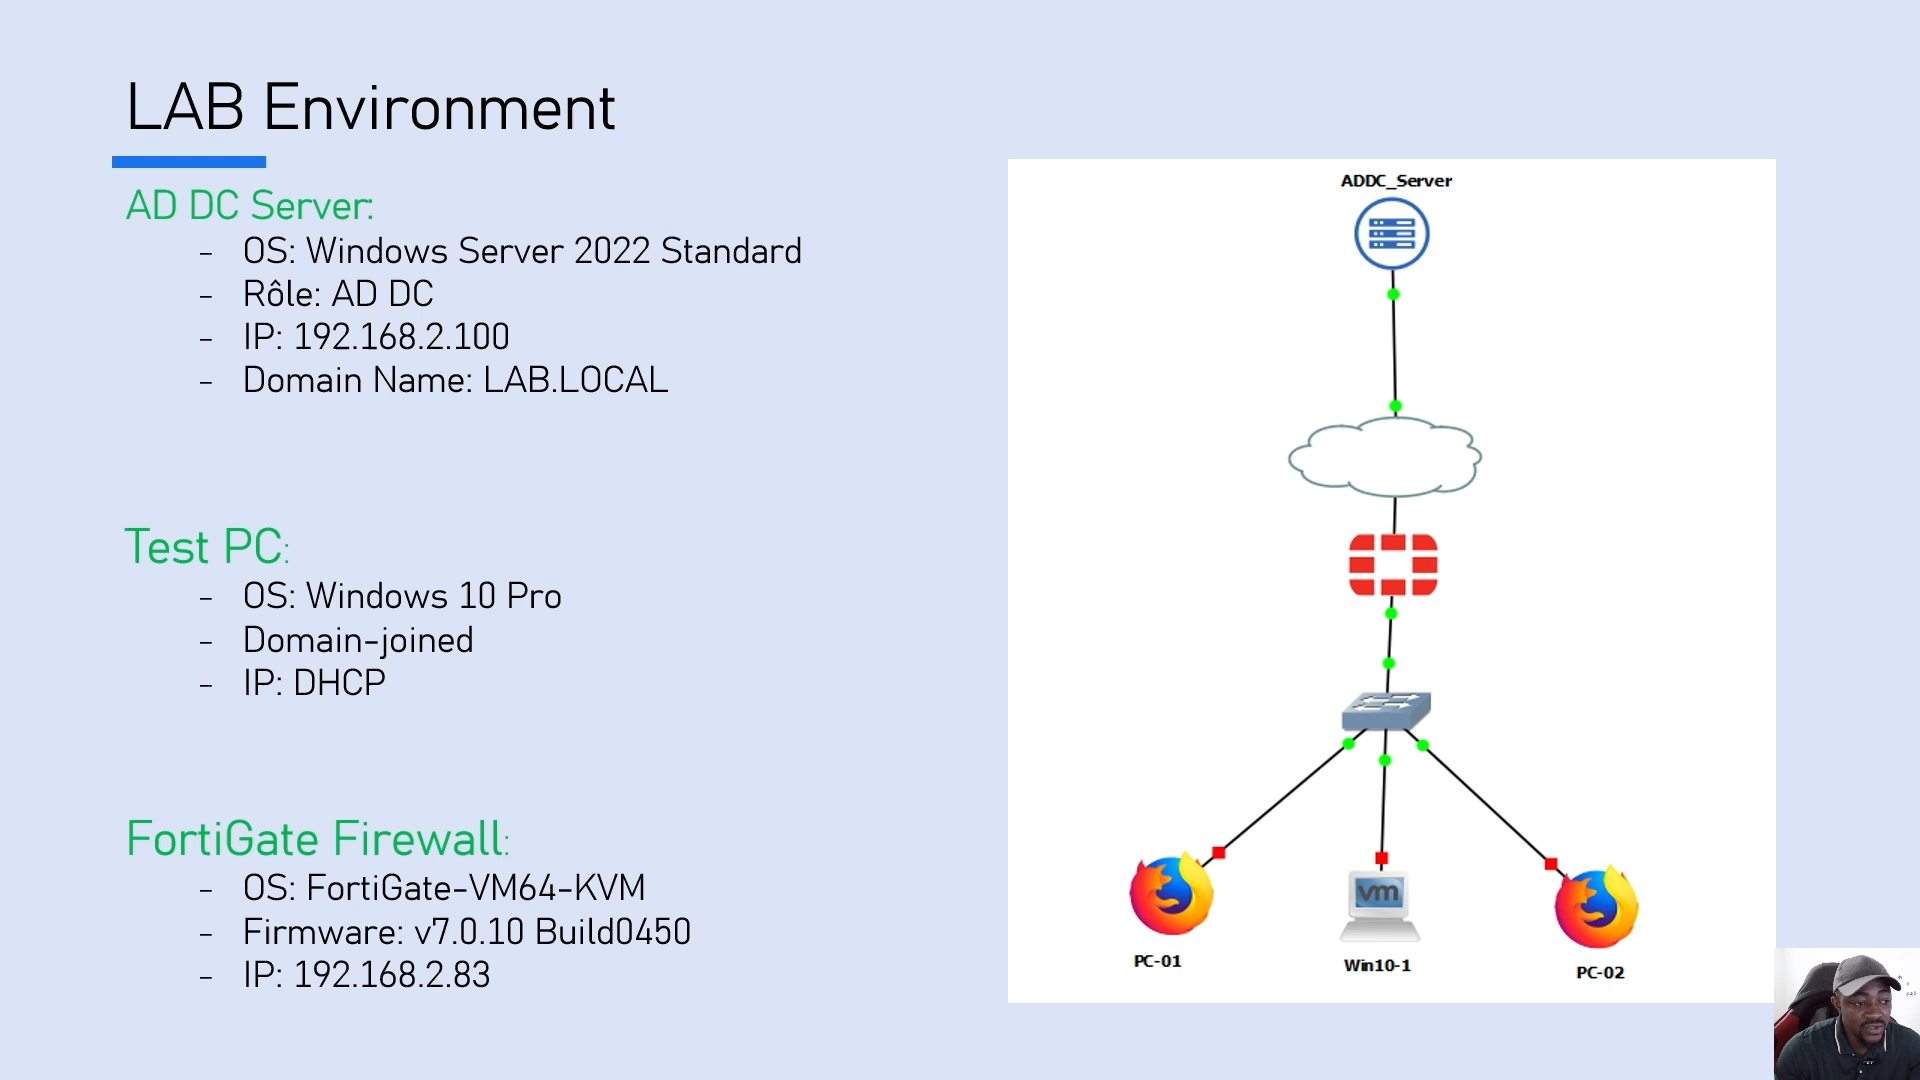 LAB Environment
AD DC Server:
- OS: Windows Server 2022 Standard
- Rôle: AD DC
- IP: 192.168.2.100
- Domain Name: LAB.LOCAL
Test PC:
- OS: Windows 10 Pro
- Domain-joined
- IP: DHCP
FortiGate Firewall:
- OS: FortiGate-VM64-KVM
- Firmware: v7.0.10 Build0450
- IP: 192.168.2.83
ADDC_Server
vm
PC-01
Win10-1
PC-02